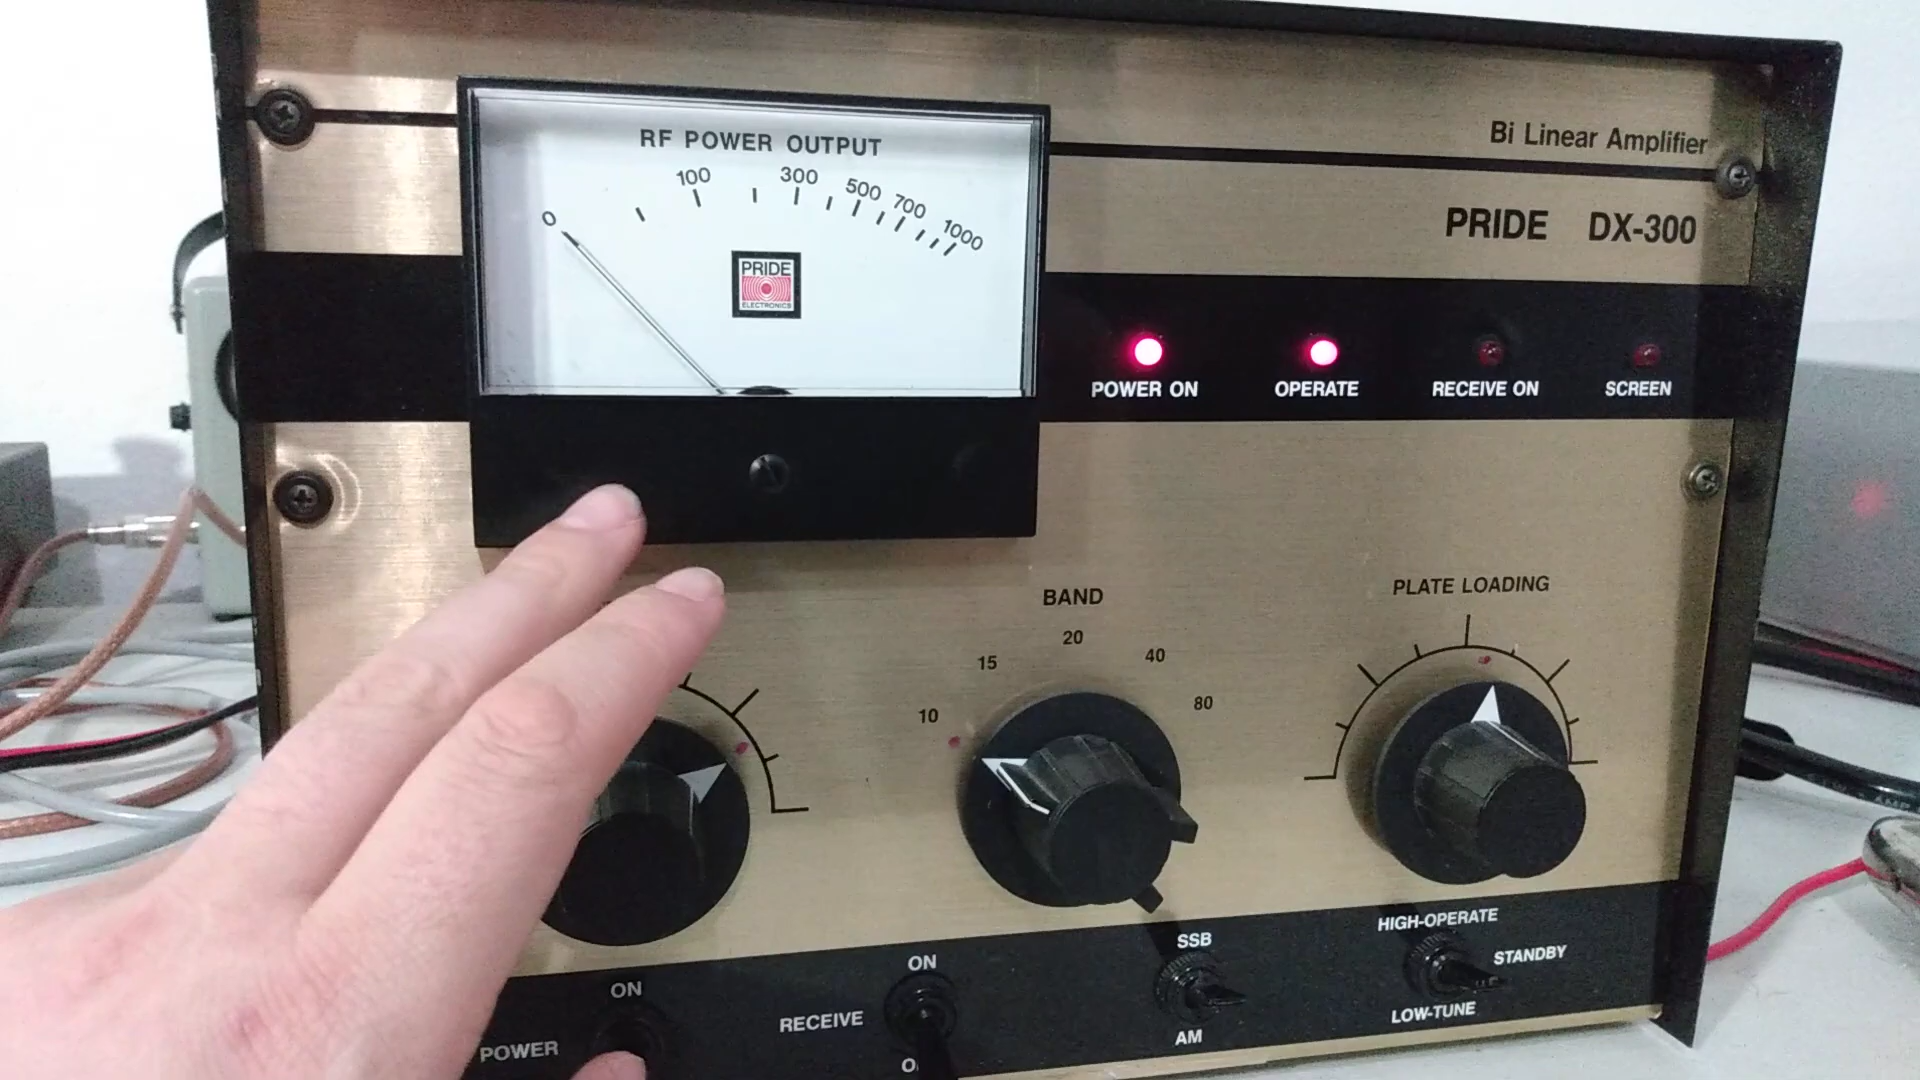 RF POWER OUTPUT
0 100 300 500 700 1000
PRIDE
ELECTRONICS
Bi Linear Amplifier
PRIDE DX-300
POWER ON OPERATE RECEIVE ON SCREEN
BAND
10 15 20 40 80
PLATE LOADING
ON
POWER
ON
RECEIVE
SSB
AM
HIGH-OPERATE
STANDBY
LOW-TUNE